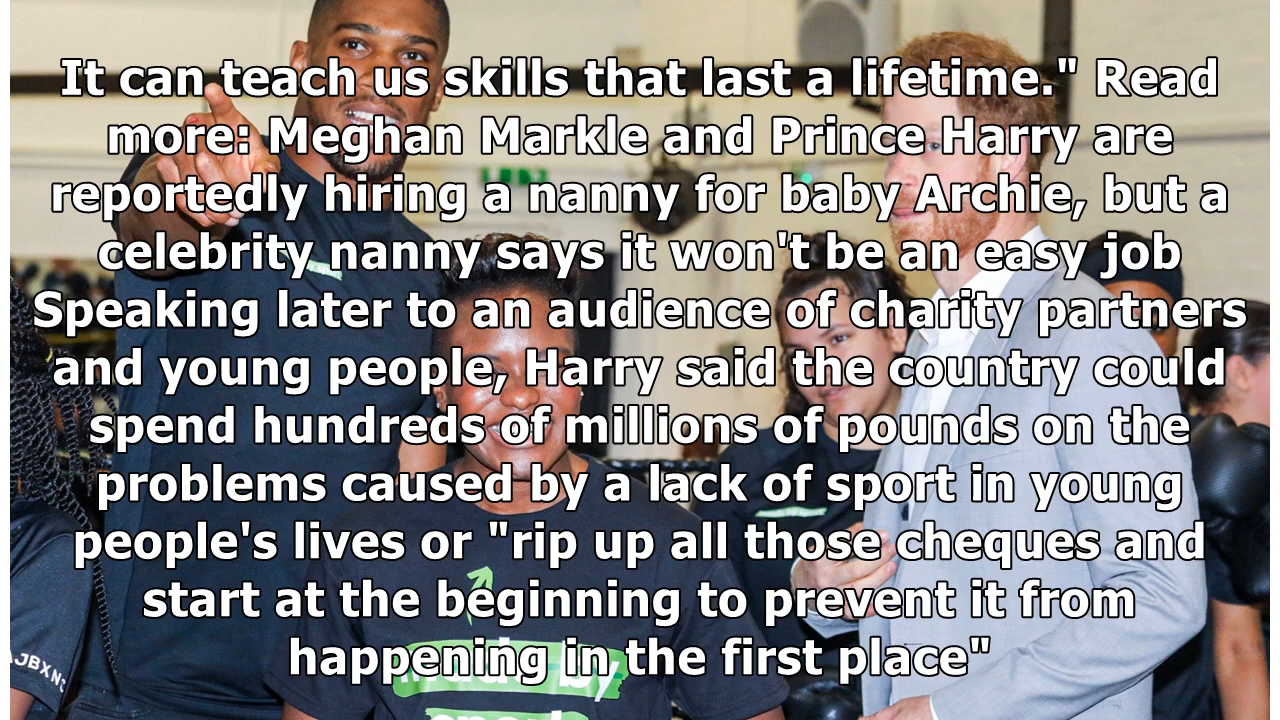 It can teach us skills that last a lifetime." Read
more: Meghan Markle and Prince Harry are
reportedly hiring a nanny for baby Archie, but a
celebrity nanny says it won't be an easy job
Speaking later to an audience of charity partners
and young people, Harry said the country could
spend hundreds of millions of pounds on the
problems caused by a lack of sport in young
people's lives or "rip up all those cheques and
start at the beginning to prevent it from
happening in the first place"